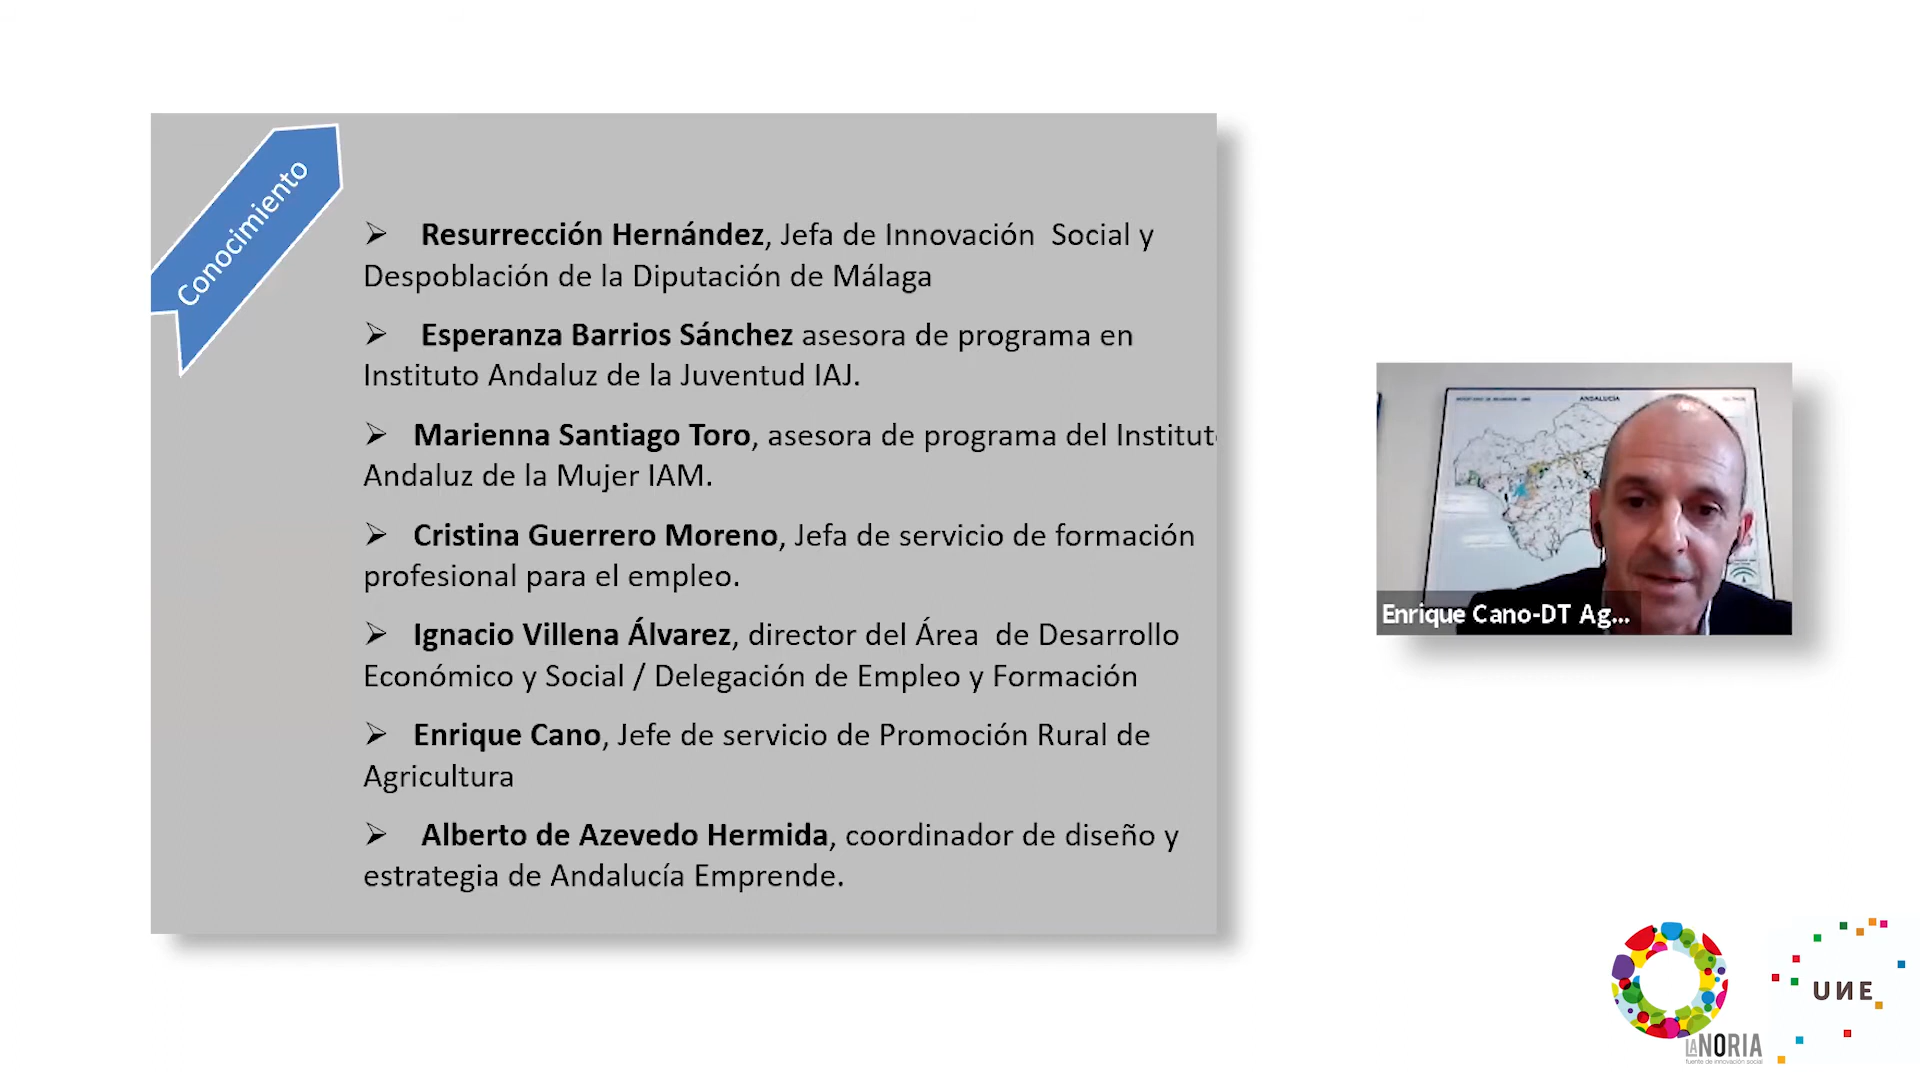 Conocimiento
➢ Resurrección Hernández, Jefa de Innovación Social y
Despoblación de la Diputación de Málaga
➢ Esperanza Barrios Sánchez asesora de programa en
Instituto Andaluz de la Juventud IAJ.
➢ Marienna Santiago Toro, asesora de programa del Institut
Andaluz de la Mujer IAM.
➢ Cristina Guerrero Moreno, Jefa de servicio de formación
profesional para el empleo.
➢ Ignacio Villena Álvarez, director del Área de Desarrollo
Económico y Social / Delegación de Empleo y Formación
➢ Enrique Cano, Jefe de servicio de Promoción Rural de
Agricultura
➢ Alberto de Azevedo Hermida, coordinador de diseño y
estrategia de Andalucía Emprende.
ANDALUCÍA
Enrique Cano-DT Ag...
LANORIA
fuente de innovación social
UNE